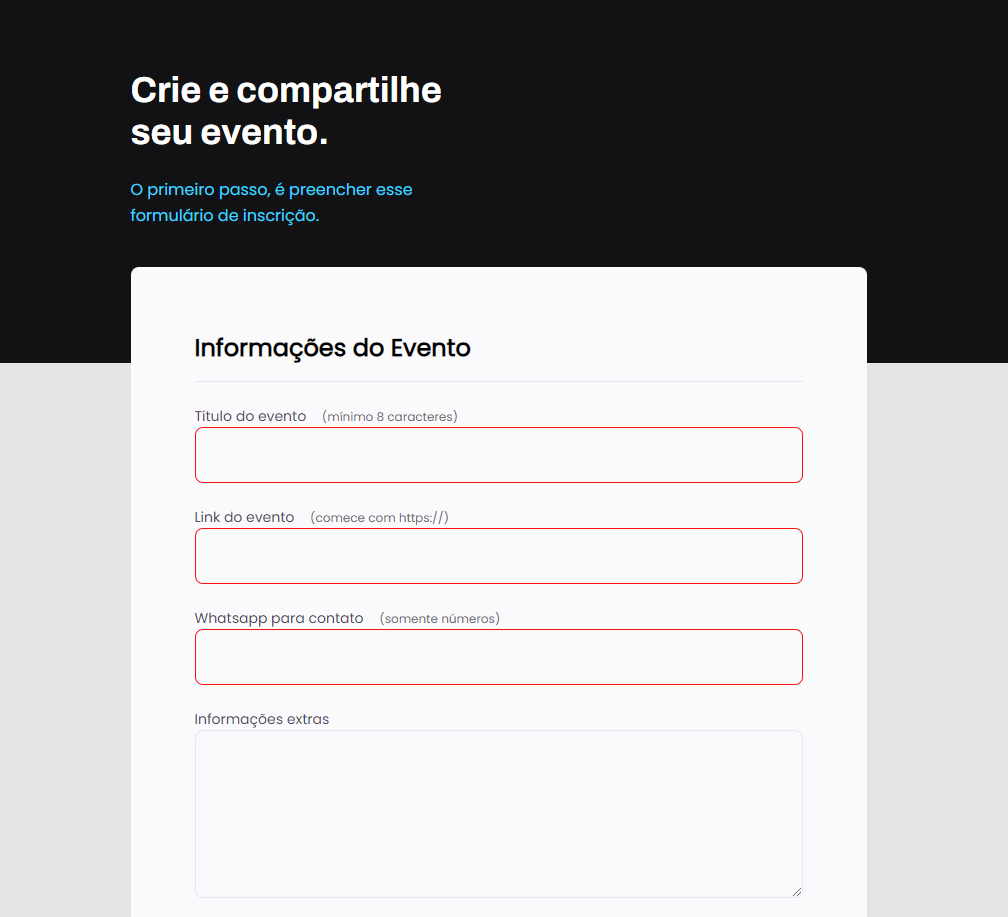 Crie e compartilhe
seu evento.
O primeiro passo, é preencher esse
formulário de inscrição.
Informações do Evento
Título do evento (mínimo 8 caracteres)
Link do evento (comece com https://)
Whatsapp para contato (somente números)
Informações extras